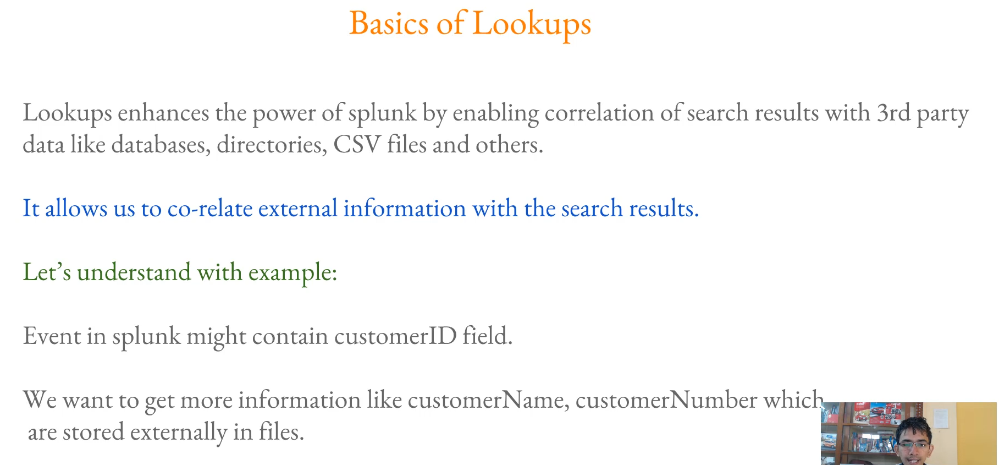 Basics of Lookups
Lookups enhances the power of splunk by enabling correlation of search results with 3rd party
data like databases, directories, CSV files and others.
It allows us to co-relate external information with the search results.
Let’s understand with example:
Event in splunk might contain customerID field.
We want to get more information like customerName, customerNumber which
are stored externally in files.